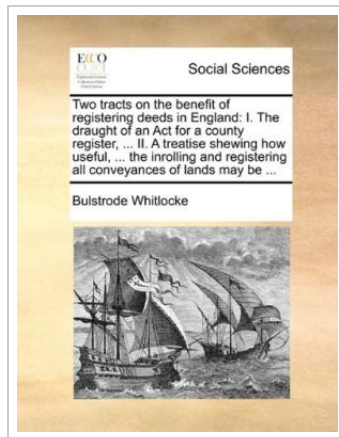 ECCO
Social Sciences
Two tracts on the benefit of
registering deeds in England: I. The
draught of an Act for a county
register, ... II. A treatise shewing how
useful, ... the inrolling and registering
all conveyances of lands may be ...
Bulstrode Whitlocke